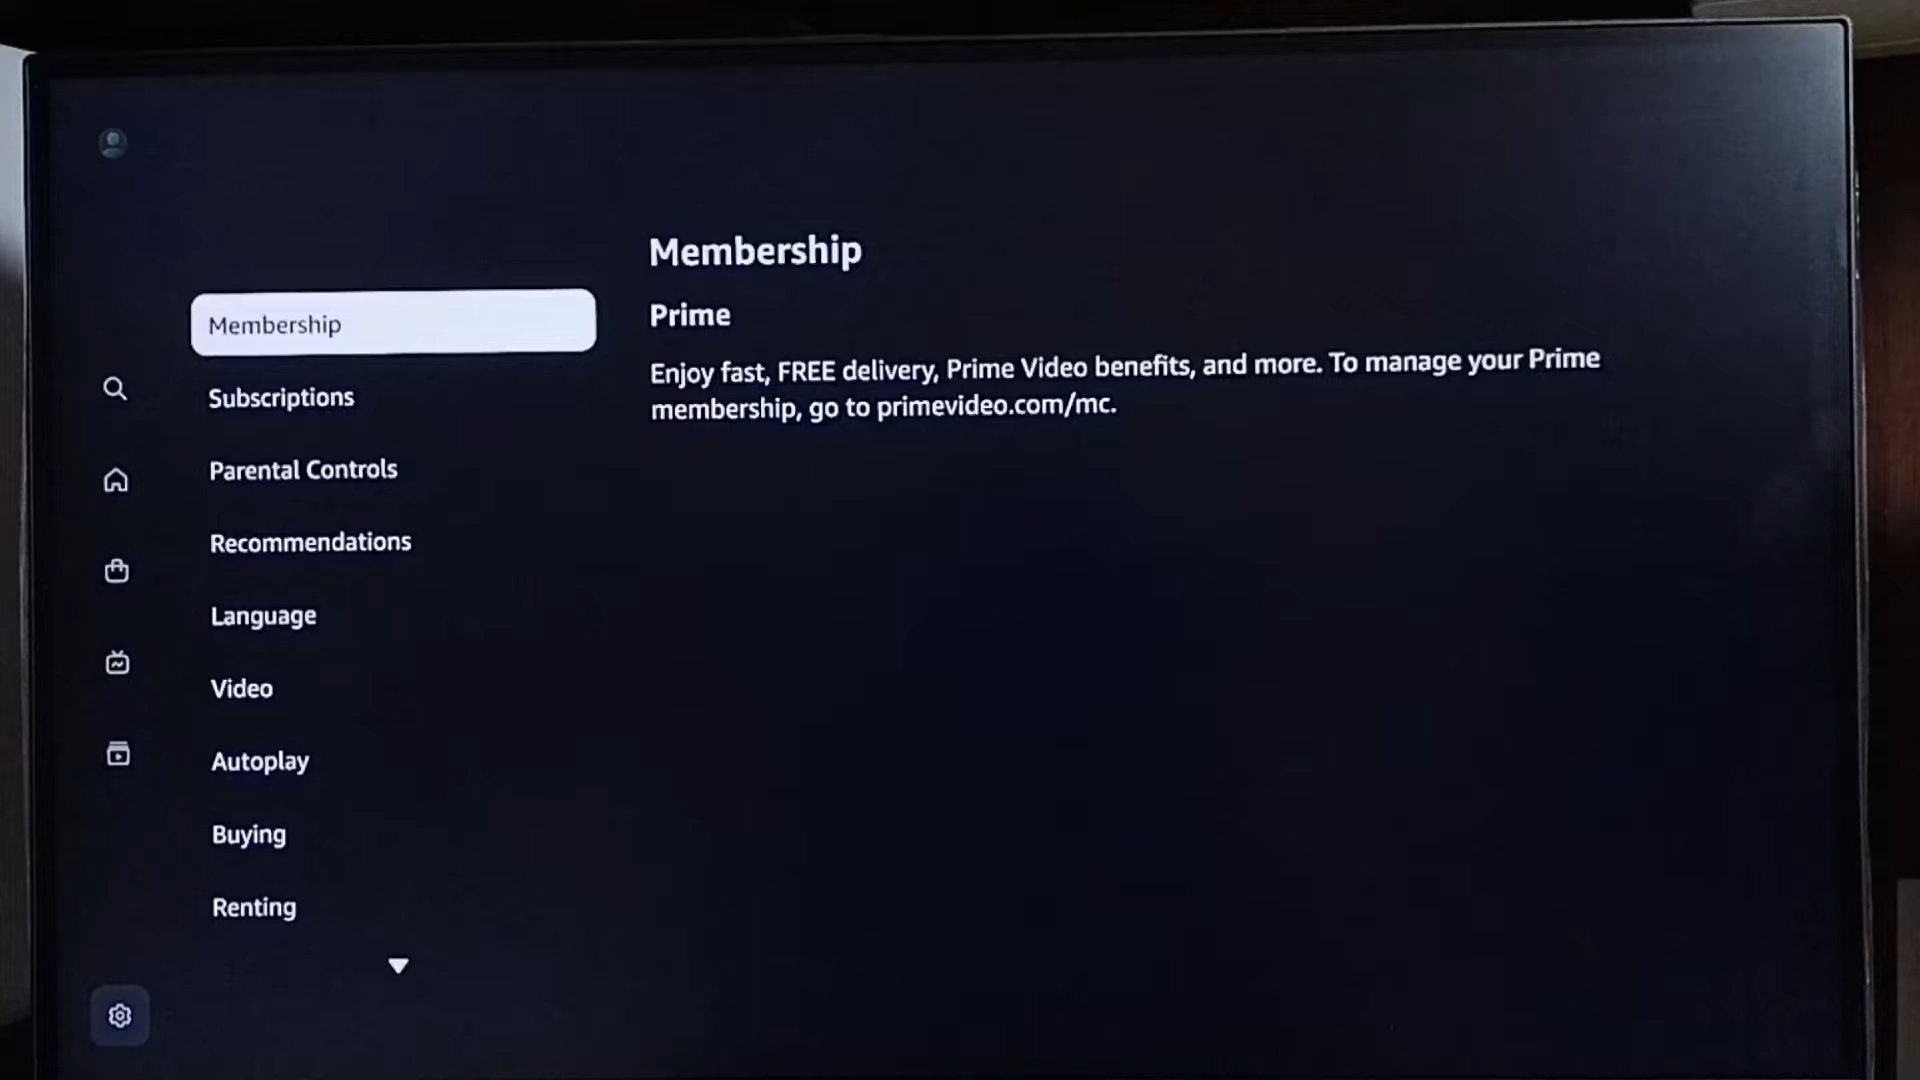 Membership
Subscriptions
Parental Controls
Recommendations
Language
Video
Autoplay
Buying
Renting
Membership
Prime
Enjoy fast, FREE delivery, Prime Video benefits, and more. To manage your Prime
membership, go to primevideo.com/mc.